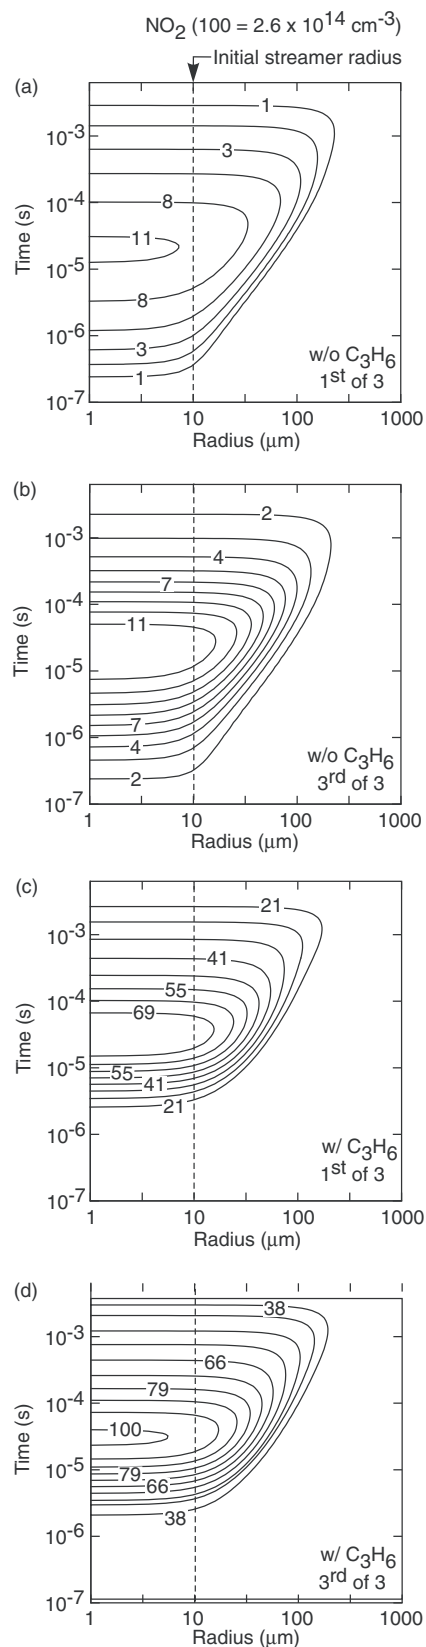 NO2 (100 = 2.6 x 10^14 cm^-3)
Initial streamer radius
(a)
1
3
8
11
8
3
1
10^-3
10^-4
10^-5
10^-6
10^-7
Time (s)
w/o C3H6
1st of 3
1 10 100 1000
Radius (μm)
(b)
2
4
7
11
7
4
2
10^-3
10^-4
10^-5
10^-6
10^-7
Time (s)
w/o C3H6
3rd of 3
1 10 100 1000
Radius (μm)
(c)
21
41
55
69
55
41
21
10^-3
10^-4
10^-5
10^-6
10^-7
Time (s)
w/ C3H6
1st of 3
1 10 100 1000
Radius (μm)
(d)
38
66
79
100
79
66
38
10^-3
10^-4
10^-5
10^-6
10^-7
Time (s)
w/ C3H6
3rd of 3
1 10 100 1000
Radius (μm)